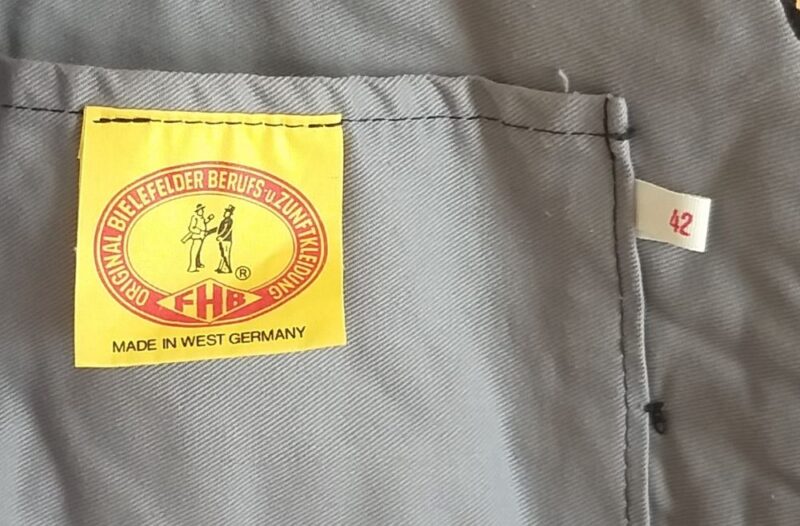 ORIGINAL BIELEFELDER BERUFS-u.ZUNFTKLEIDUNG
®
FHB
MADE IN WEST GERMANY
42